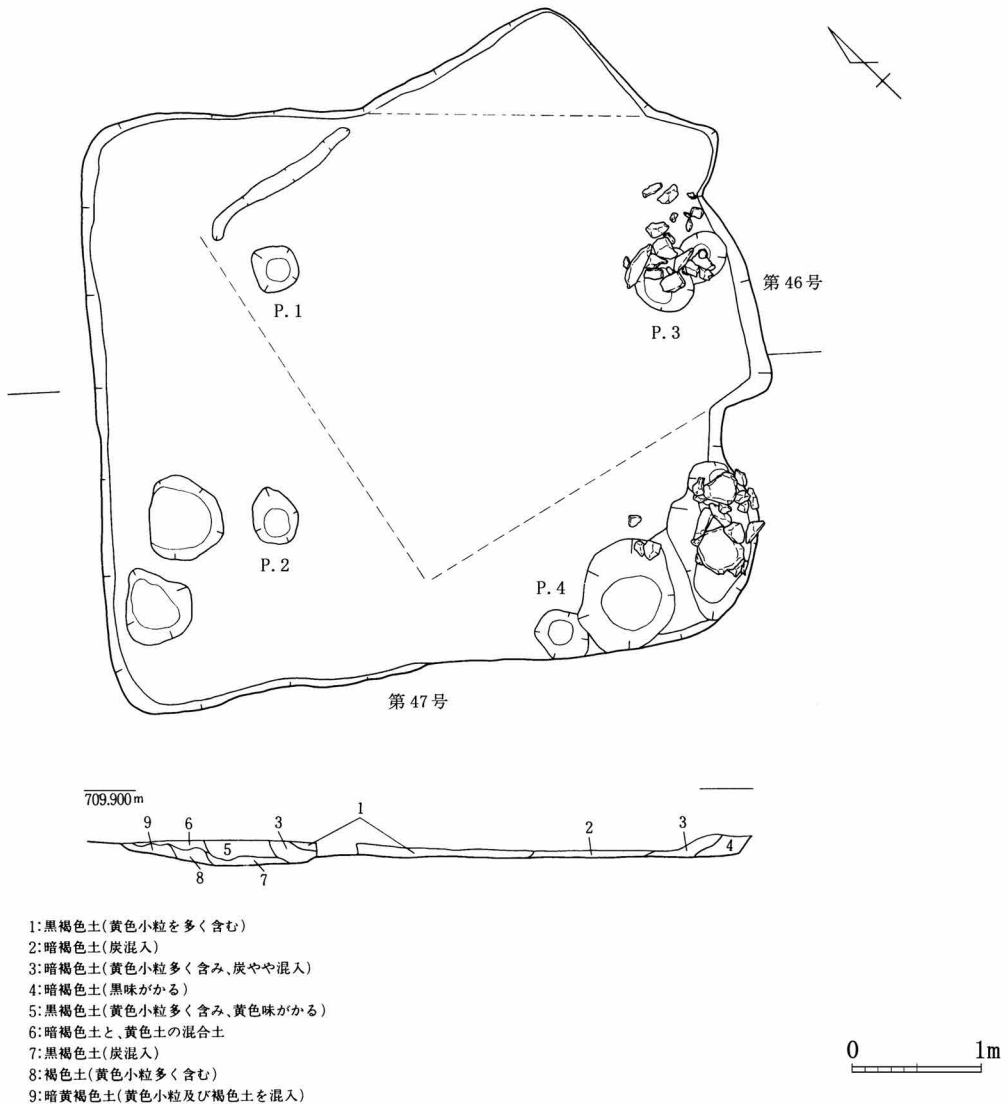 P.1
第46号
P.3
P.2
P.4
第47号
709.900m
9 6 3 1 2 3
5 4
8 7
1:黒褐色土(黄色小粒を多く含む)
2:暗褐色土(炭混入)
3:暗褐色土(黄色小粒多く含み、炭やや混入)
4:暗褐色土(黒味がかる)
5:黒褐色土(黄色小粒多く含み、黄色味がかる)
6:暗褐色土と、黄色土の混合土
7:黒褐色土(炭混入)
8:褐色土(黄色小粒多く含む)
9:暗黄褐色土(黄色小粒及び褐色土を混入)
0 1m